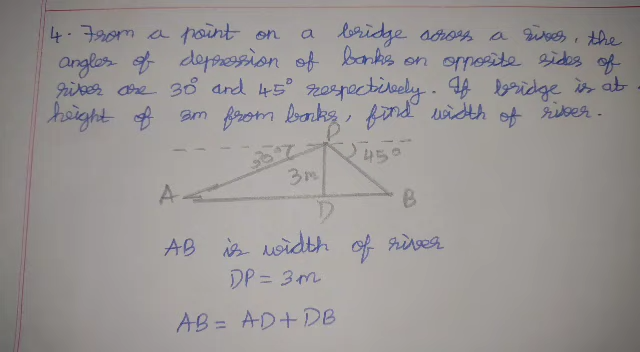 4. From a point on a bridge across a river, the
angles of depression of banks on opposite sides of
river are 30° and 45° respectively. If bridge is at
height of 3m from banks, find width of river.
P
30° 45°
3m
A D B
AB is width of river
DP = 3m
AB = AD + DB